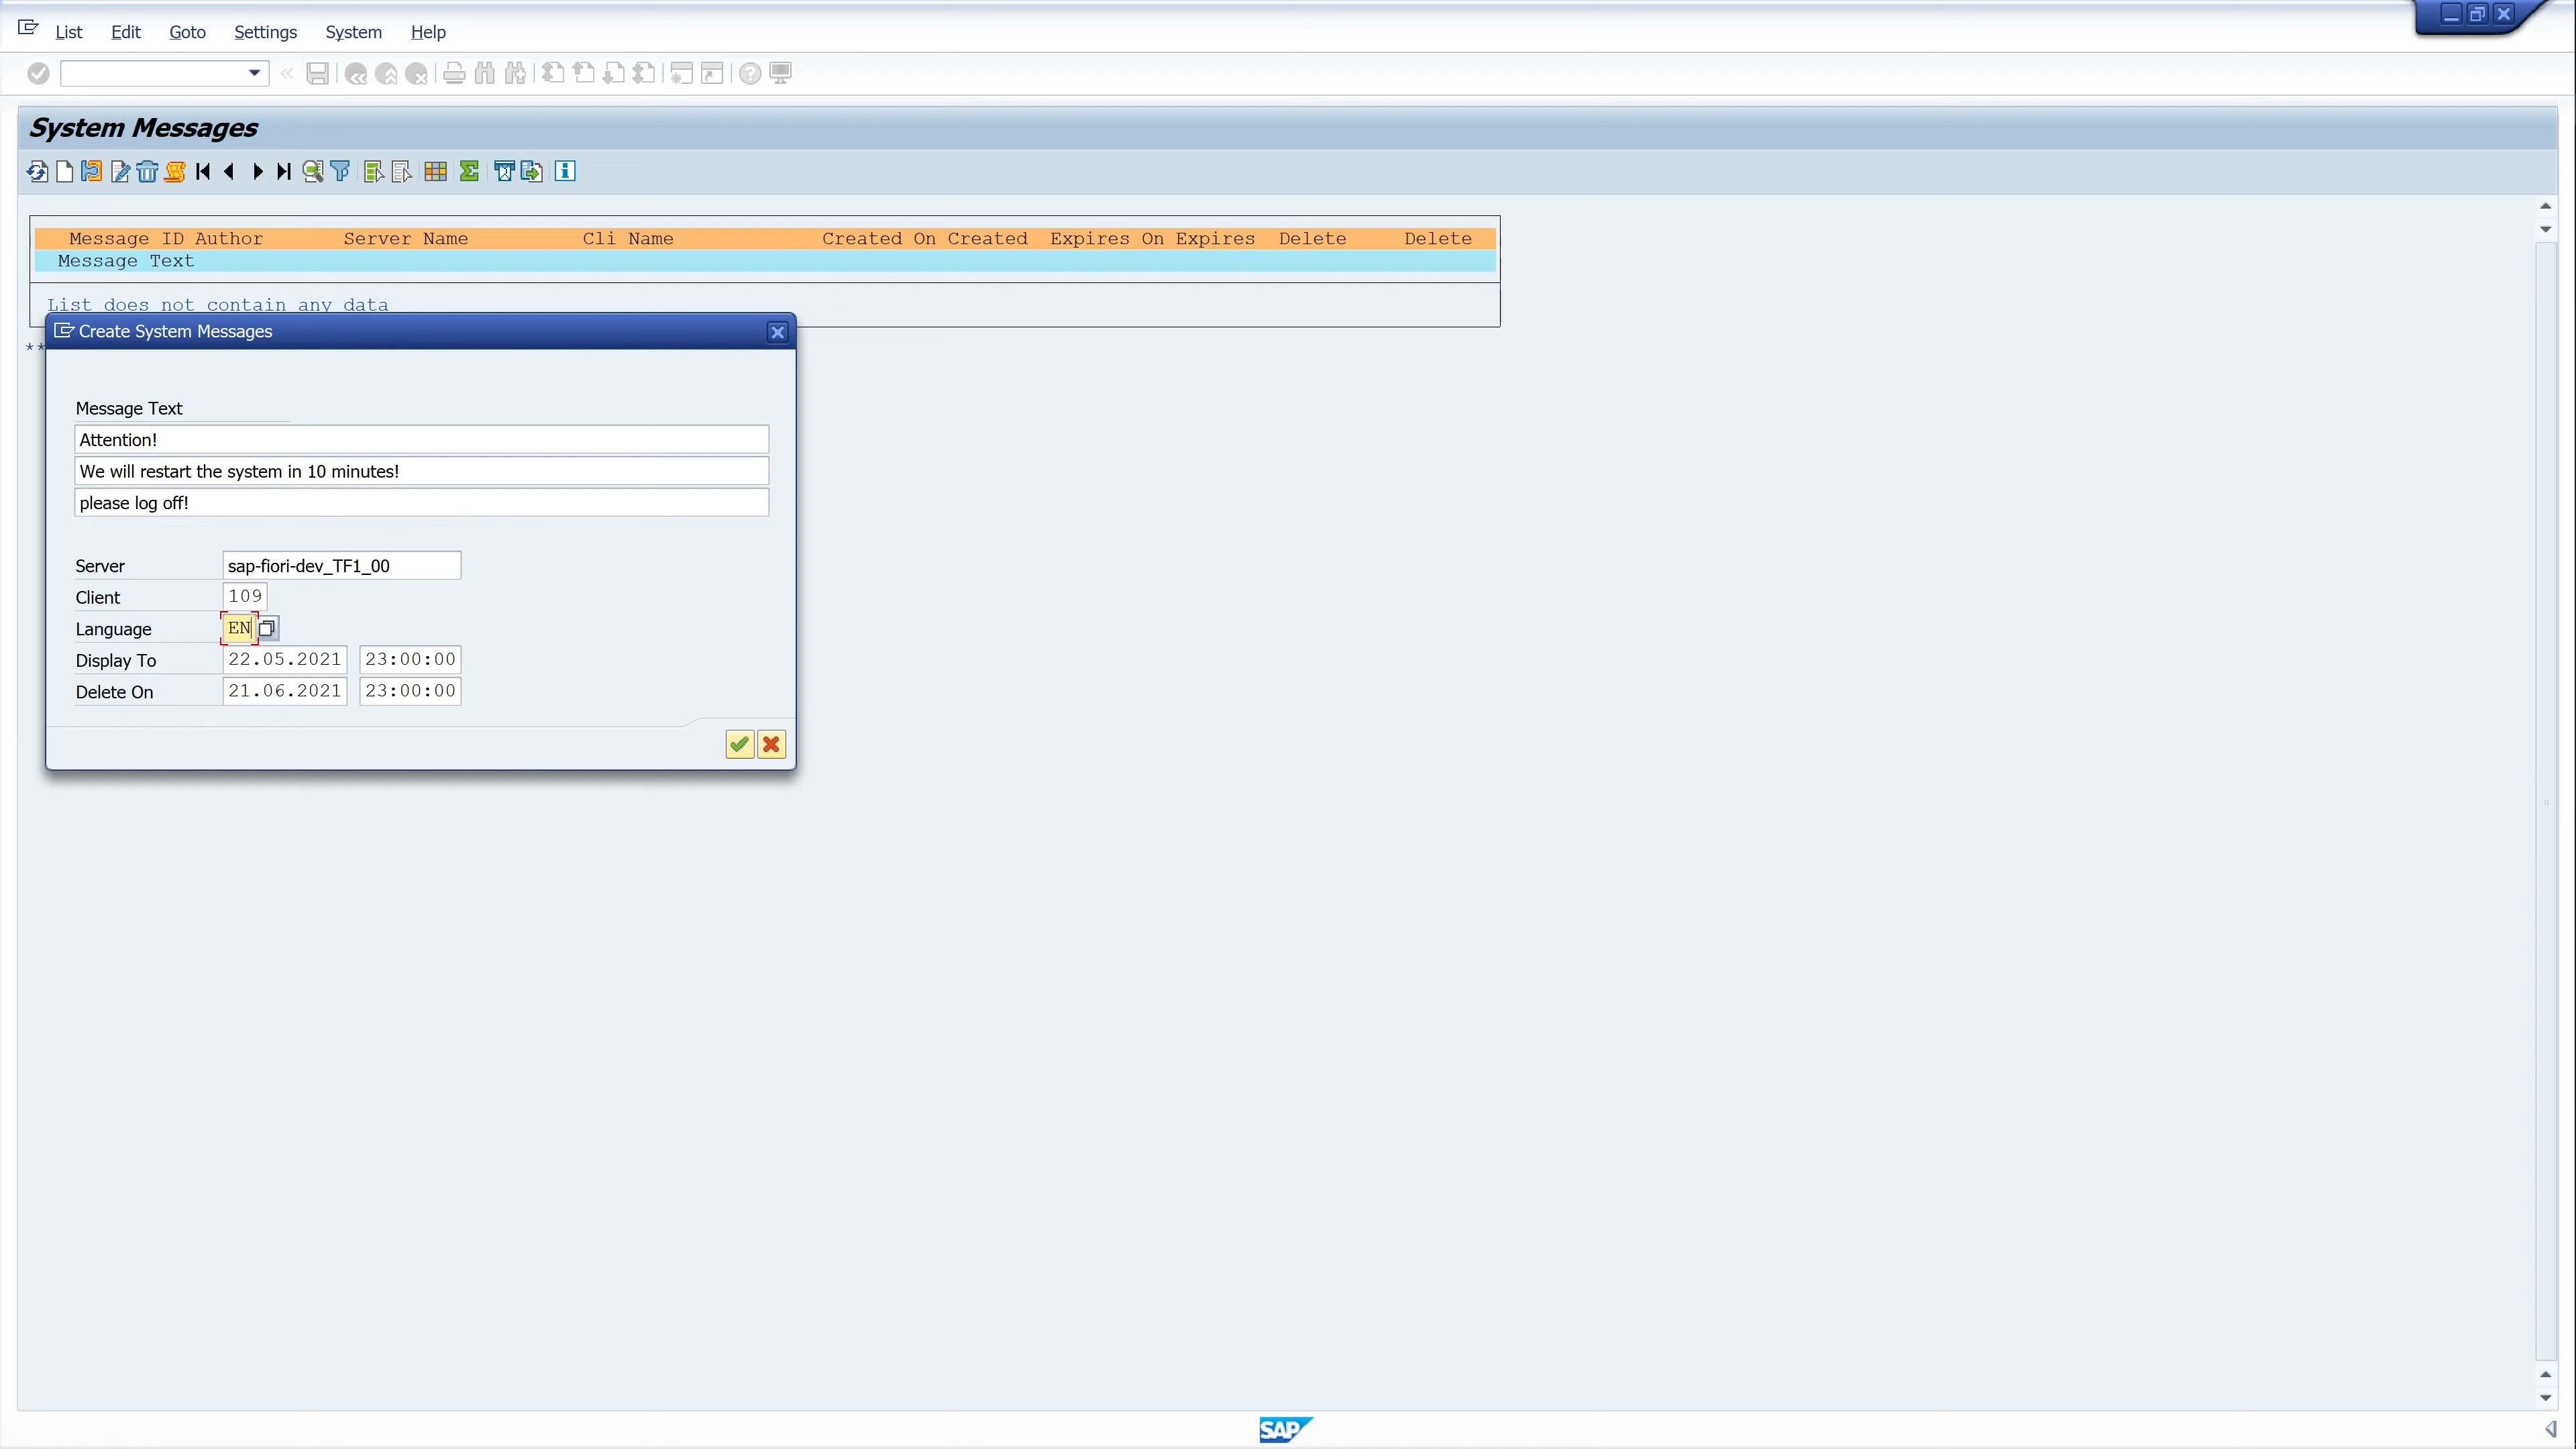 List Edit Goto Settings System Help
System Messages
Message ID Author Server Name Cli Name Created On Created Expires On Expires Delete Delete
Message Text
List does not contain any data
**
Create System Messages
Message Text
Attention!
We will restart the system in 10 minutes!
please log off!
Server sap-fiori-dev_TF1_00
Client 109
Language EN
Display To 22.05.2021 23:00:00
Delete On 21.06.2021 23:00:00
SAP